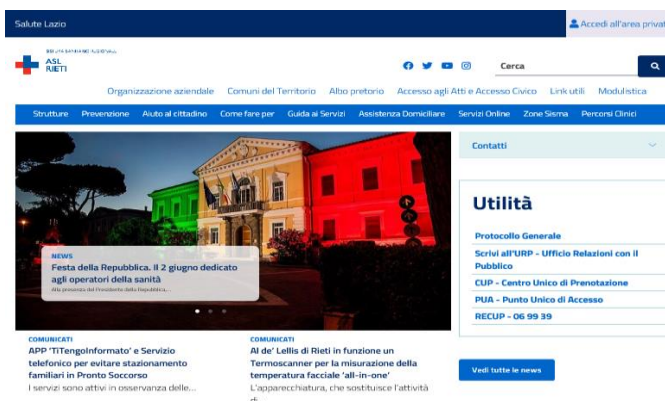 Salute Lazio
Accedi all'area privat
ASL
RIETI
Cerca
Organizzazione aziendale Comuni del Territorio Albo pretorio Accesso agli Atti e Accesso Civico Link utili Modulistica
Strutture Prevenzione Aiuto al cittadino Come fare per Guida ai Servizi Assistenza Domiciliare Servizi Online Zone Sisma Percorsi Clinici
Contatti
NEWS
Festa della Repubblica. Il 2 giugno dedicato
agli operatori della sanità
Alla presenza del Presidente della Repubblica,...
Utilità
Protocollo Generale
Scrivi all'URP - Ufficio Relazioni con il
Pubblico
CUP - Centro Unico di Prenotazione
PUA - Punto Unico di Accesso
RECUP - 06 99 39
COMUNICATI
APP 'TiTengoInformato' e Servizio
telefonico per evitare stazionamento
familiari in Pronto Soccorso
I servizi sono attivi in osservanza delle...
COMUNICATI
Al de' Lellis di Rieti in funzione un
Termoscanner per la misurazione della
temperatura facciale 'all-in-one'
L'apparecchiatura, che sostituisce l'attività
Vedi tutte le news